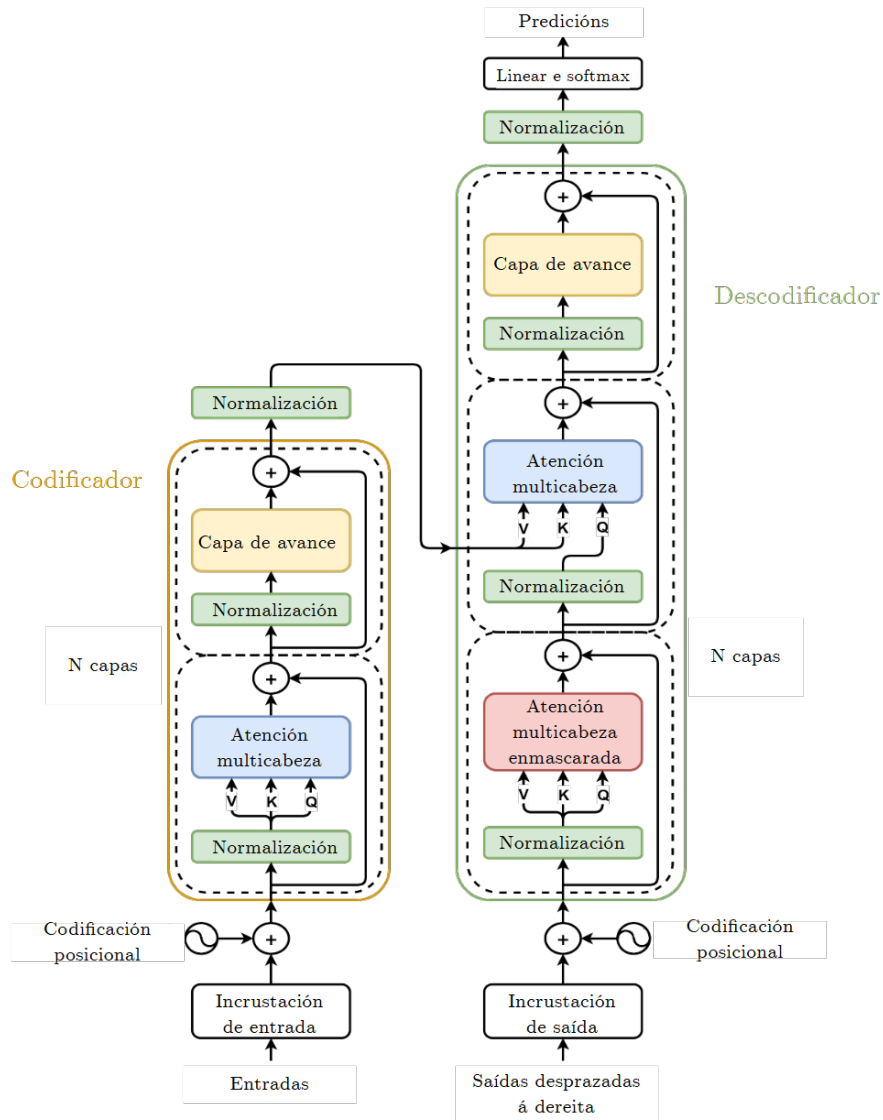 Predicións
Linear e softmax
Normalización
Capa de avance
Descodificador
Normalización
Normalización
Atención
multicabeza
Codificador
V K Q
Capa de avance
Normalización
Normalización
N capas
N capas
Atención
multicabeza
enmascarada
Atención
multicabeza
V K Q
V K Q
Normalización
Normalización
Codificación
posicional
Codificación
posicional
Incrustación
de entrada
Incrustación
de saída
Entradas
Saídas desprazadas
á dereita